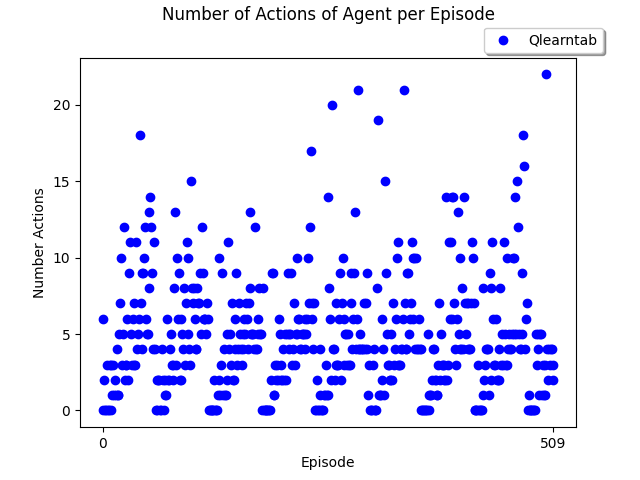 Number of Actions of Agent per Episode
Qlearntab
20
15
10
5
0
Number Actions
0
509
Episode